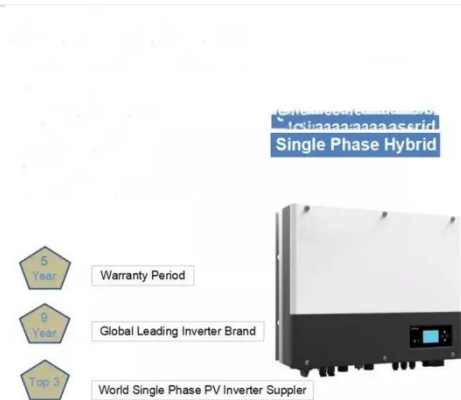 Single Phase Hybrid
5
Year
Warranty Period
9
Year
Global Leading Inverter Brand
Top 3
World Single Phase PV Inverter Suppler